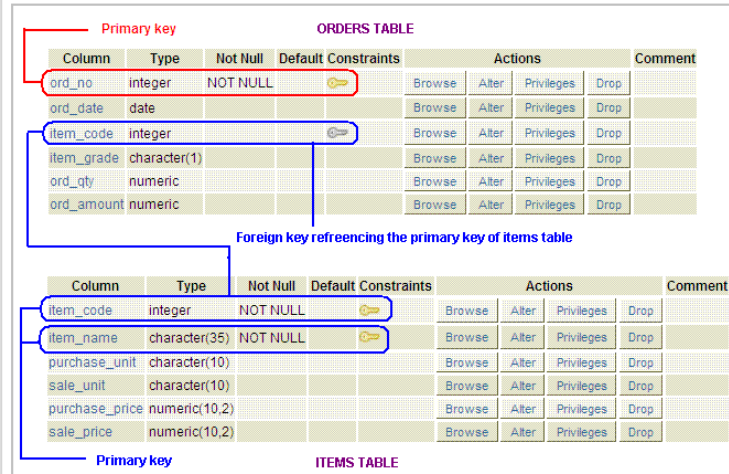 Primary key ORDERS TABLE
Column Type Not Null Default Constraints Actions Comment
ord_no integer NOT NULL Browse Alter Privileges Drop
ord_date date Browse Alter Privileges Drop
item_code integer Browse Alter Privileges Drop
item_grade character(1) Browse Alter Privileges Drop
ord_qty numeric Browse Alter Privileges Drop
ord_amount numeric Browse Alter Privileges Drop
Foreign key refreencing the primary key of items table
Column Type Not Null Default Constraints Actions Comment
item_code integer NOT NULL Browse Alter Privileges Drop
item_name character(35) NOT NULL Browse Alter Privileges Drop
purchase_unit character(10) Browse Alter Privileges Drop
sale_unit character(10) Browse Alter Privileges Drop
purchase_price numeric(10,2) Browse Alter Privileges Drop
sale_price numeric(10,2) Browse Alter Privileges Drop
Primary key ITEMS TABLE